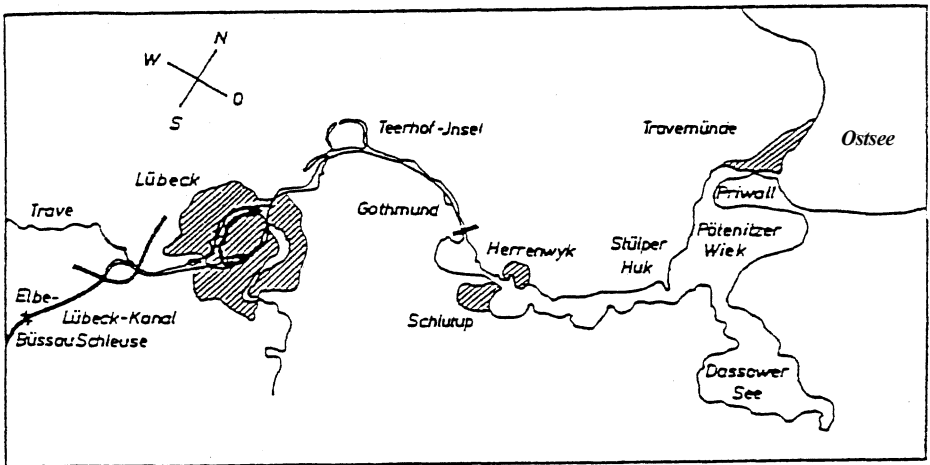 N
W
O
S
Teerhof-Jnsel
Travemünde
Ostsee
Lübeck
Priwall
Trave
Gothmund
Pötenitzer
Wiek
Stülper
Huk
Herrenwyk
Elbe-
Lübeck-Kanal
Büssau Schleuse
Schlutup
Dassower
See